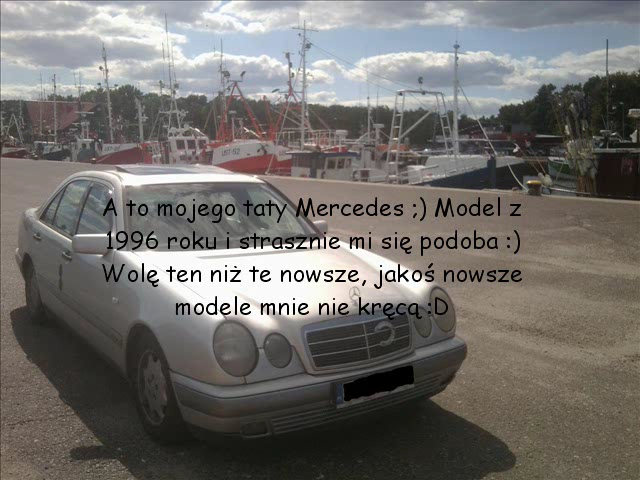 A to mojego taty Mercedes ;) Model z
1996 roku i strasznie mi się podoba :)
Wolę ten niż te nowsze, jakoś nowsze
modele mnie nie kręcą :D